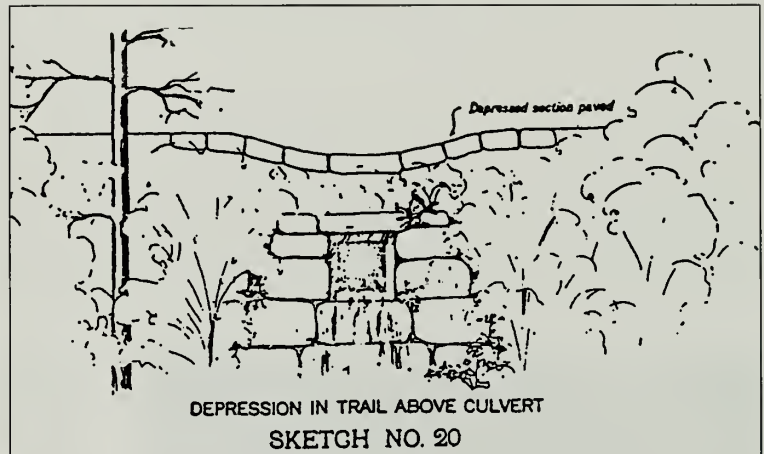 Depressed section paved
DEPRESSION IN TRAIL ABOVE CULVERT
SKETCH NO. 20